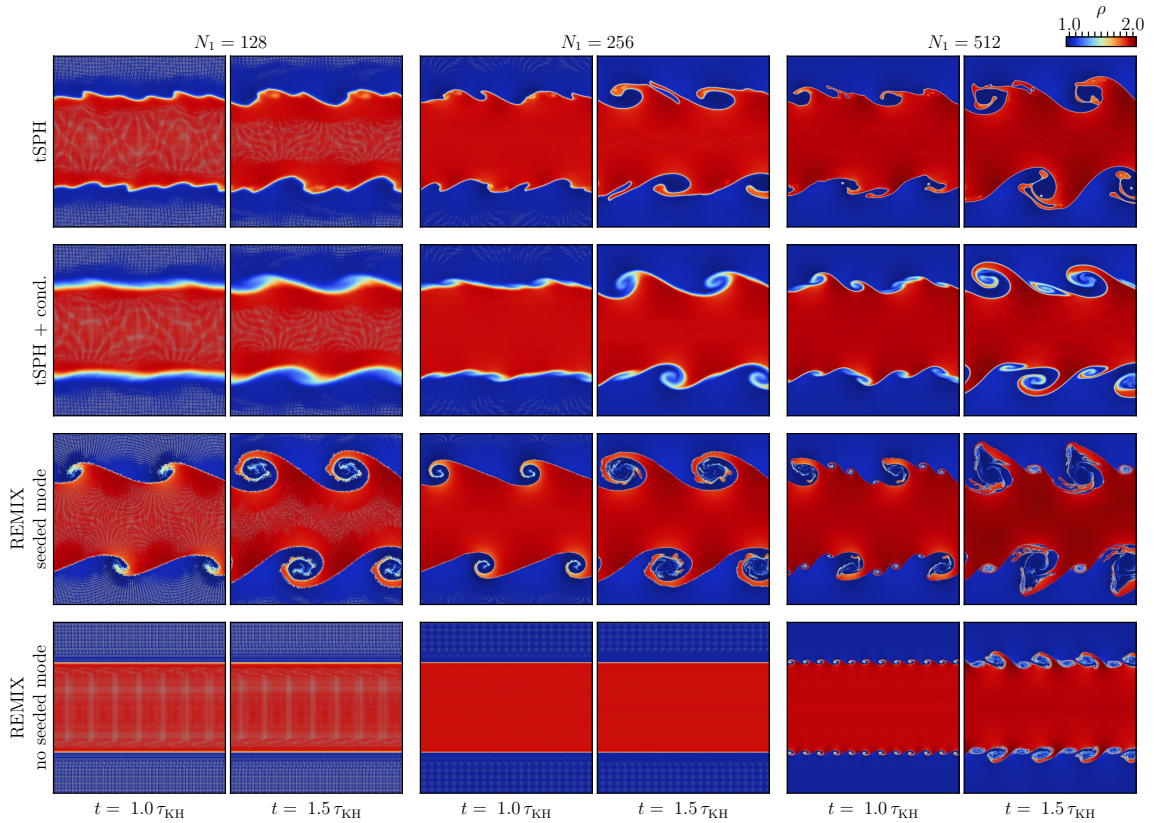 ρ
1.0 2.0
N₁ = 128 N₁ = 256 N₁ = 512
tSPH
tSPH + cond.
REMIX
seeded mode
REMIX
no seeded mode
t = 1.0 τ_KH t = 1.5 τ_KH t = 1.0 τ_KH t = 1.5 τ_KH t = 1.0 τ_KH t = 1.5 τ_KH